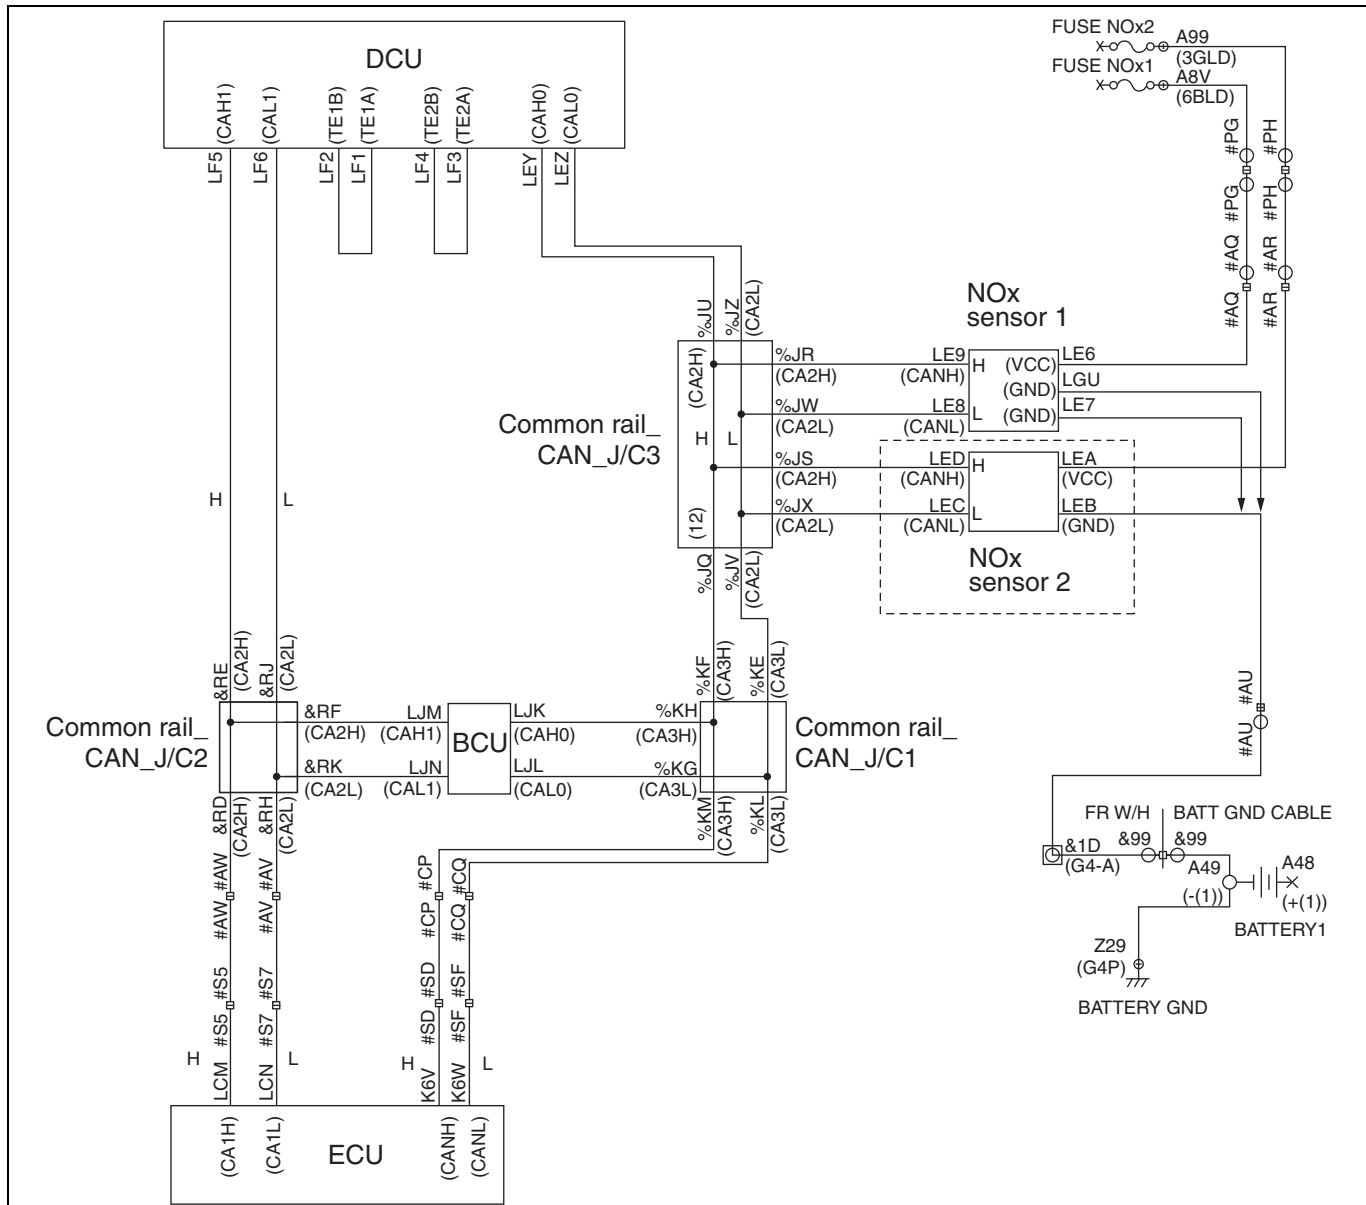 DCU
LF5 (CAH1)
LF6 (CAL1)
LF2 (TE1B)
LF1 (TE1A)
LF4 (TE2B)
LF3 (TE2A)
LEY (CAH0)
LEZ (CAL0)
FUSE NOx2
A99
(3GLD)
FUSE NOx1
A8V
(6BLD)
#PG
#PH
#PG
#PH
#AQ
#AR
#AQ
#AR
%JU
%JZ
(CA2L)
(CA2H)
Common rail_
CAN_J/C3
H
L
(12)
%JR
(CA2H)
%JW
(CA2L)
%JS
(CA2H)
%JX
(CA2L)
NOx
sensor 1
LE9
(CANH)
LE8
(CANL)
H
L
(VCC)
(GND)
(GND)
LE6
LGU
LE7
LED
(CANH)
LEC
(CANL)
H
L
LEA
(VCC)
LEB
(GND)
NOx
sensor 2
%JQ
%JV
(CA2L)
H
L
&RE
(CA2H)
&RJ
(CA2L)
Common rail_
CAN_J/C2
&RF
(CA2H)
&RK
(CA2L)
LJM
(CAH1)
LJN
(CAL1)
BCU
LJK
(CAH0)
LJL
(CAL0)
%KH
(CA3H)
%KG
(CA3L)
%KF
(CA3H)
%KE
(CA3L)
Common rail_
CAN_J/C1
%KM
(CA3H)
%KL
(CA3L)
&RD
(CA2H)
&RH
(CA2L)
#AW
#AV
#AW
#AV
#S5
#S7
#S5
#S7
H
L
LCM
LCN
#CP
#CQ
#CP
#CQ
#SD
#SF
#SD
#SF
H
L
K6V
K6W
(CA1H)
(CA1L)
ECU
(CANH)
(CANL)
#AU
#AU
FR W/H
BATT GND CABLE
&1D
(G4-A)
&99
&99
A49
(-(1))
A48
(+(1))
BATTERY1
Z29
(G4P)
BATTERY GND